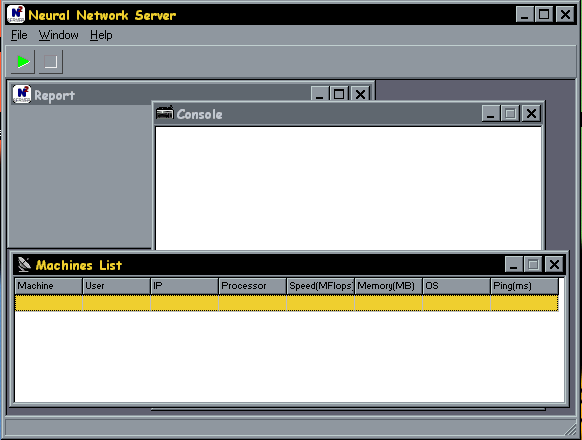 Neural Network Server
File Window Help
Report
Console
Machines List
Machine User IP Processor Speed(MFlops) Memory(MB) OS Ping(ms)